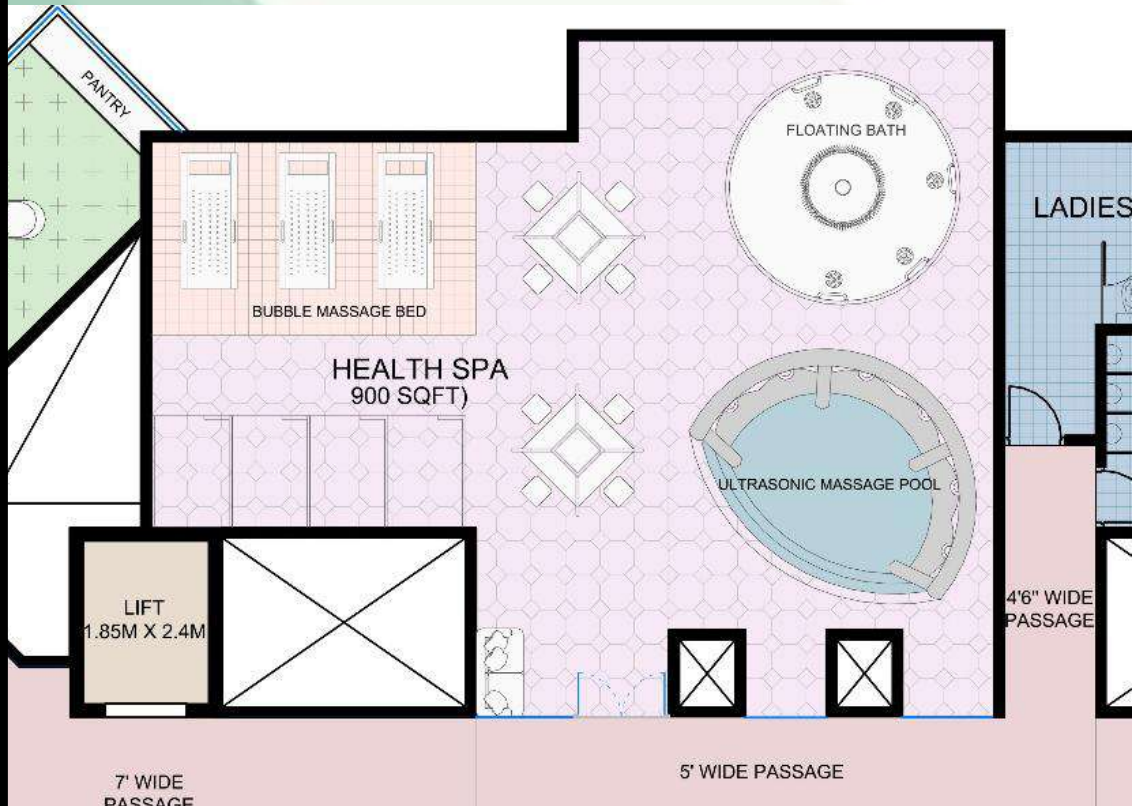 PANTRY
FLOATING BATH
LADIES
BUBBLE MASSAGE BED
HEALTH SPA
900 SQFT)
ULTRASONIC MASSAGE POOL
LIFT
1.85M X 2.4M
4'6" WIDE
PASSAGE
5' WIDE PASSAGE
7' WIDE
PASSAGE